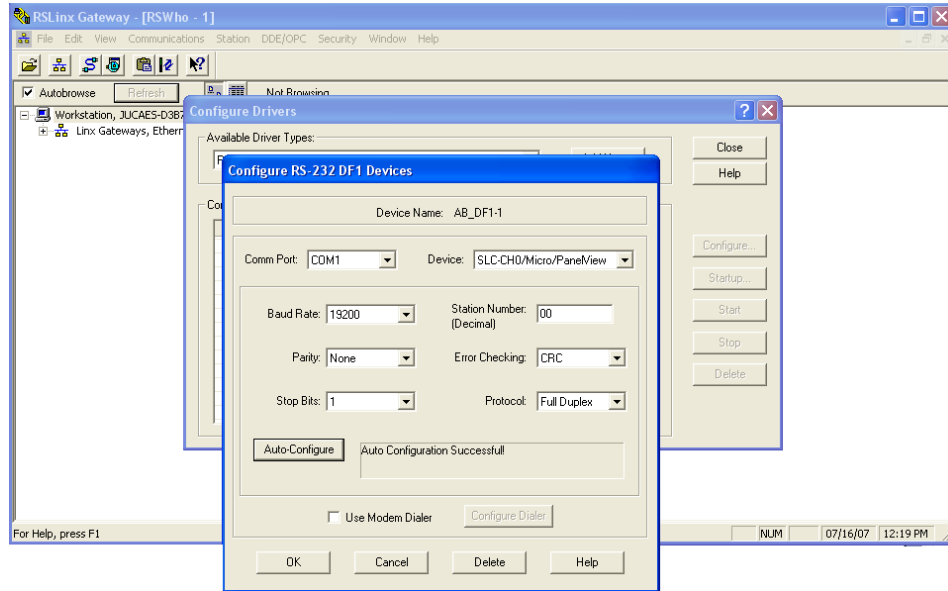 RSLinx Gateway - [RSWho - 1]
File Edit View Communications Station DDE/OPC Security Window Help
Autobrowse Refresh Not Browsing
Workstation, JUCAES-D3B7
Linx Gateways, Ethern
Configure Drivers
Available Driver Types:
Close
Help
Configure...
Startup...
Start
Stop
Delete
Configure RS-232 DF1 Devices
Device Name: AB_DF1-1
Comm Port: COM1 Device: SLC-CH0/Micro/PanelView
Baud Rate: 19200 Station Number: 00
(Decimal)
Parity: None Error Checking: CRC
Stop Bits: 1 Protocol: Full Duplex
Auto-Configure Auto Configuration Successful!
Use Modem Dialer Configure Dialer
OK Cancel Delete Help
For Help, press F1 NUM 07/16/07 12:19 PM